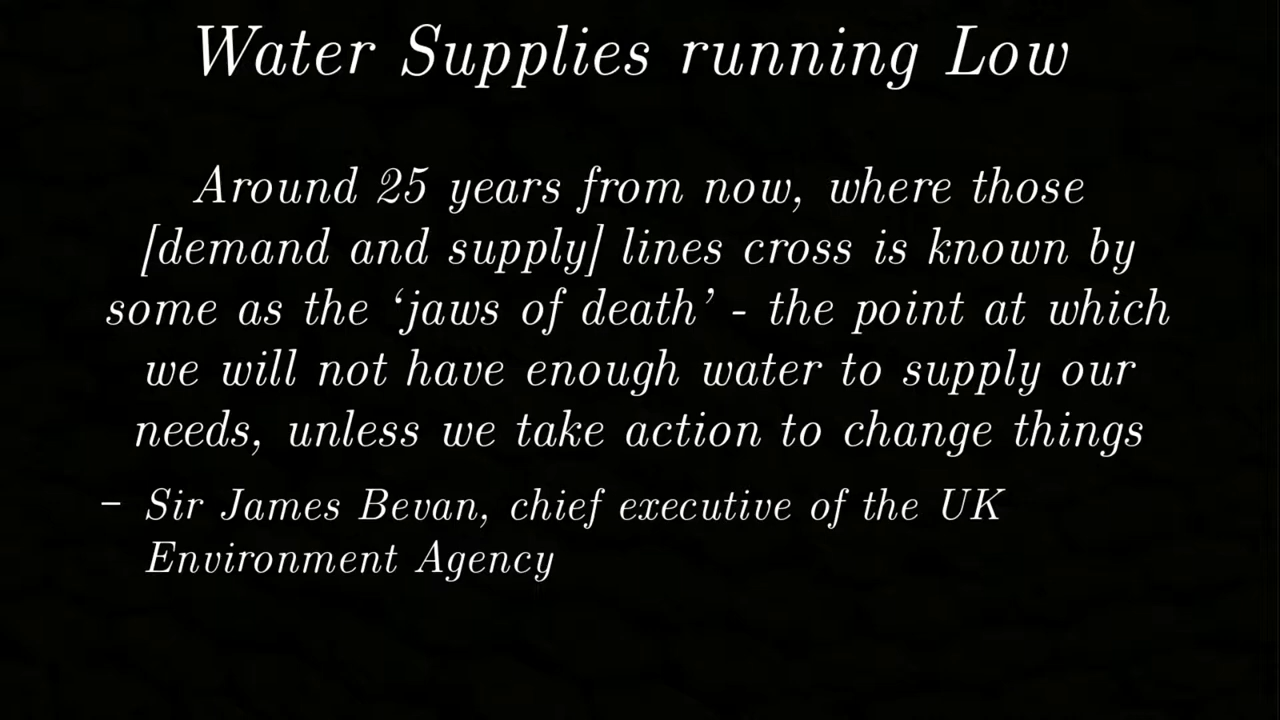 Water Supplies running Low
Around 25 years from now, where those
[demand and supply] lines cross is known by
some as the ‘jaws of death’ - the point at which
we will not have enough water to supply our
needs, unless we take action to change things
– Sir James Bevan, chief executive of the UK
Environment Agency